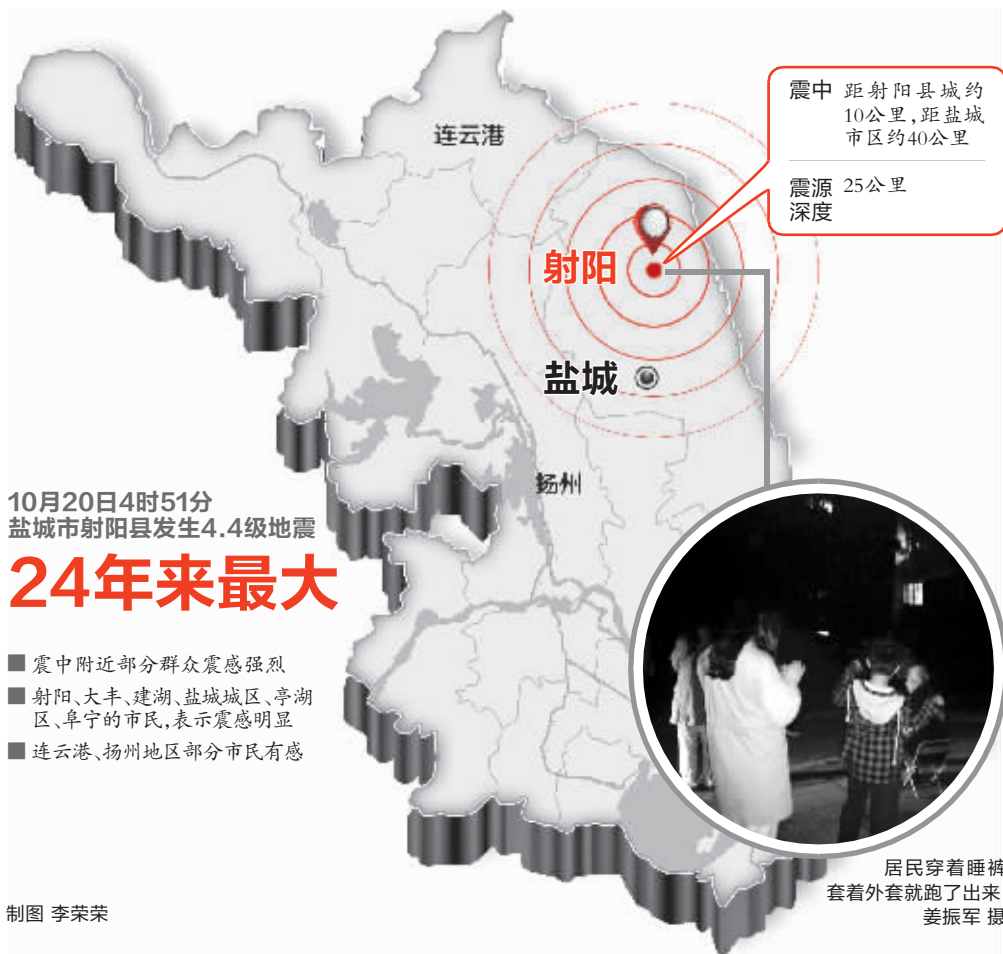 连云港
震中 距射阳县城约
10公里,距盐城
市区约40公里
震源
深度 25公里
射阳
盐城
扬州
10月20日4时51分
盐城市射阳县发生4.4级地震
24年来最大
■ 震中附近部分群众震感强烈
■ 射阳、大丰、建湖、盐城城区、亭湖
区、阜宁的市民,表示震感明显
■ 连云港、扬州地区部分市民有感
居民穿着睡裤
套着外套就跑了出来
姜振军 摄
制图 李荣荣